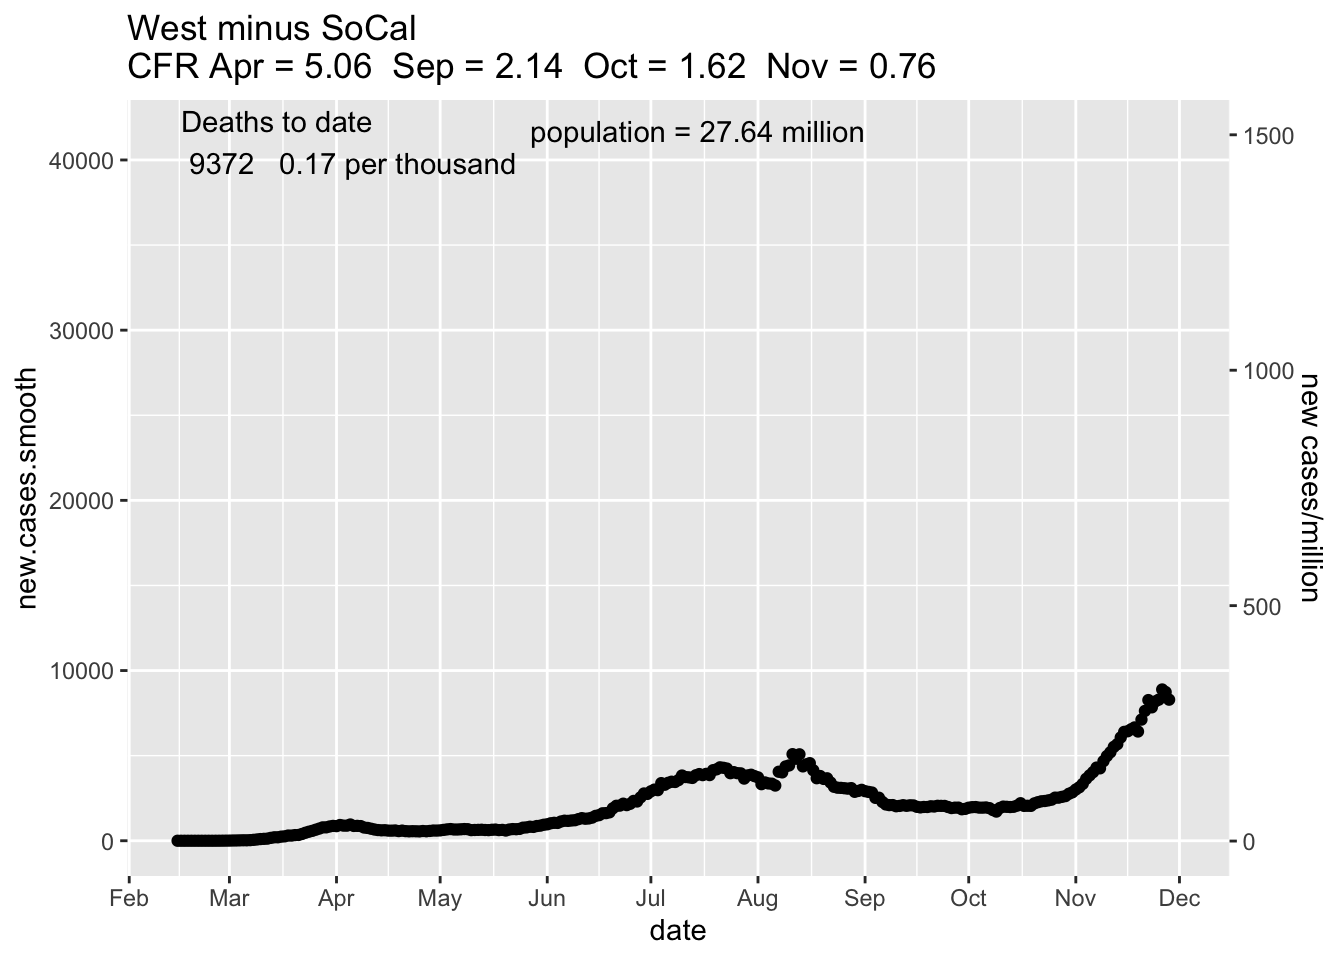 West minus SoCal
CFR Apr = 5.06  Sep = 2.14  Oct = 1.62  Nov = 0.76
Deaths to date
9372   0.17 per thousand
population = 27.64 million
40000
30000
20000
10000
0
new.cases.smooth
1500
1000
500
0
new cases/million
Feb Mar Apr May Jun Jul Aug Sep Oct Nov Dec
date